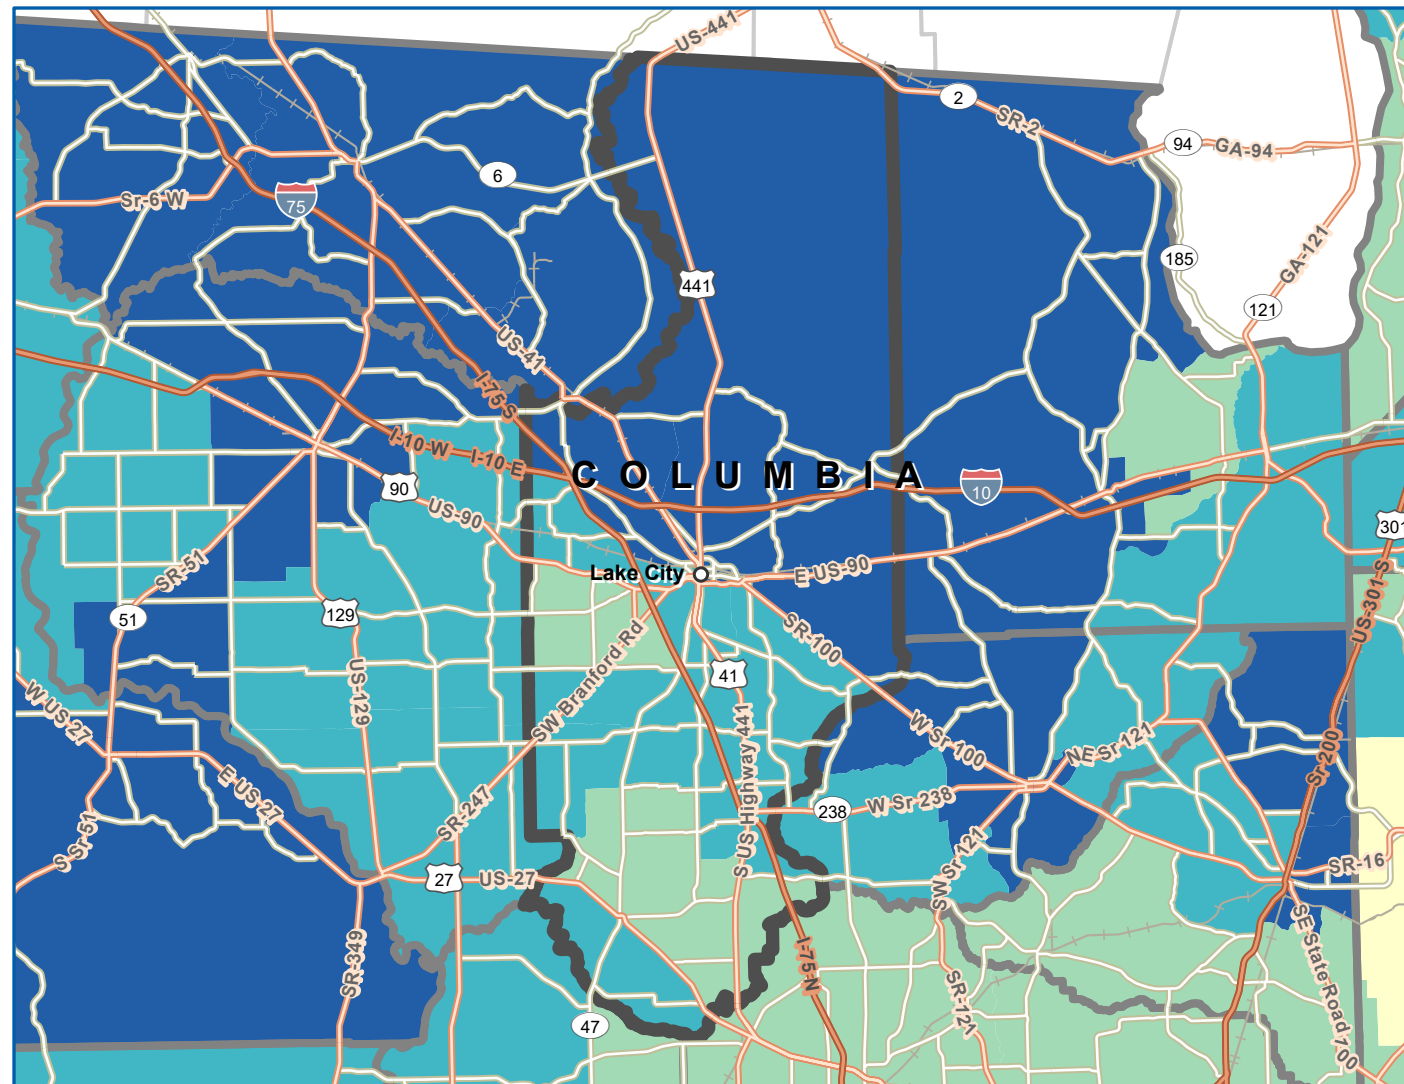 US-441
2
SR-2
94
GA-94
6
Sr-6 W
75
185
GA-121
441
121
US-41
I-75 S
I-10 W
I-10 E
COLUMBIA
90
10
US-90
301
SR-51
Lake City
E US-90
51
129
SR-100
US-301 S
SW Branford Rd
41
US-129
W US-27
W Sr 100
NE Sr 121
S US Highway 441
Sr 200
E US-27
SR-247
238
W Sr 238
S Sr-51
SR-16
27
US-27
SW Sr 121
SE State Road 100
SR-349
I-75 N
SR-121
47